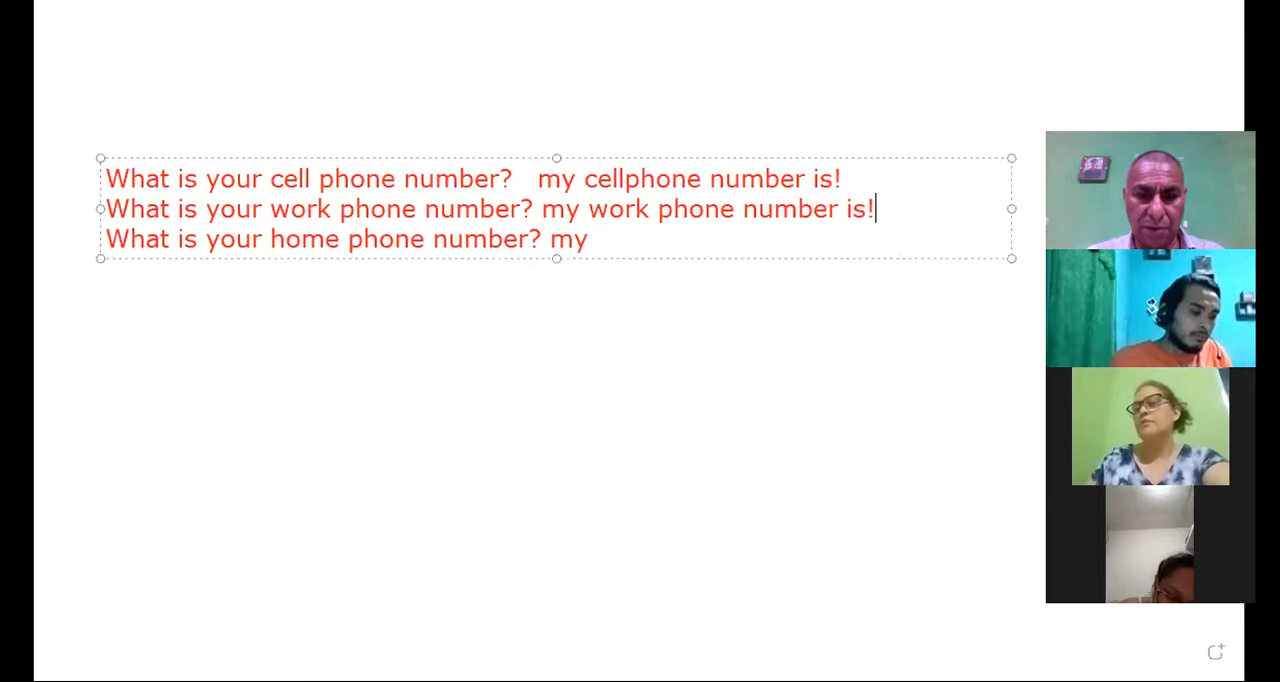 What is your cell phone number? my cellphone number is!
What is your work phone number? my work phone number is!
What is your home phone number? my